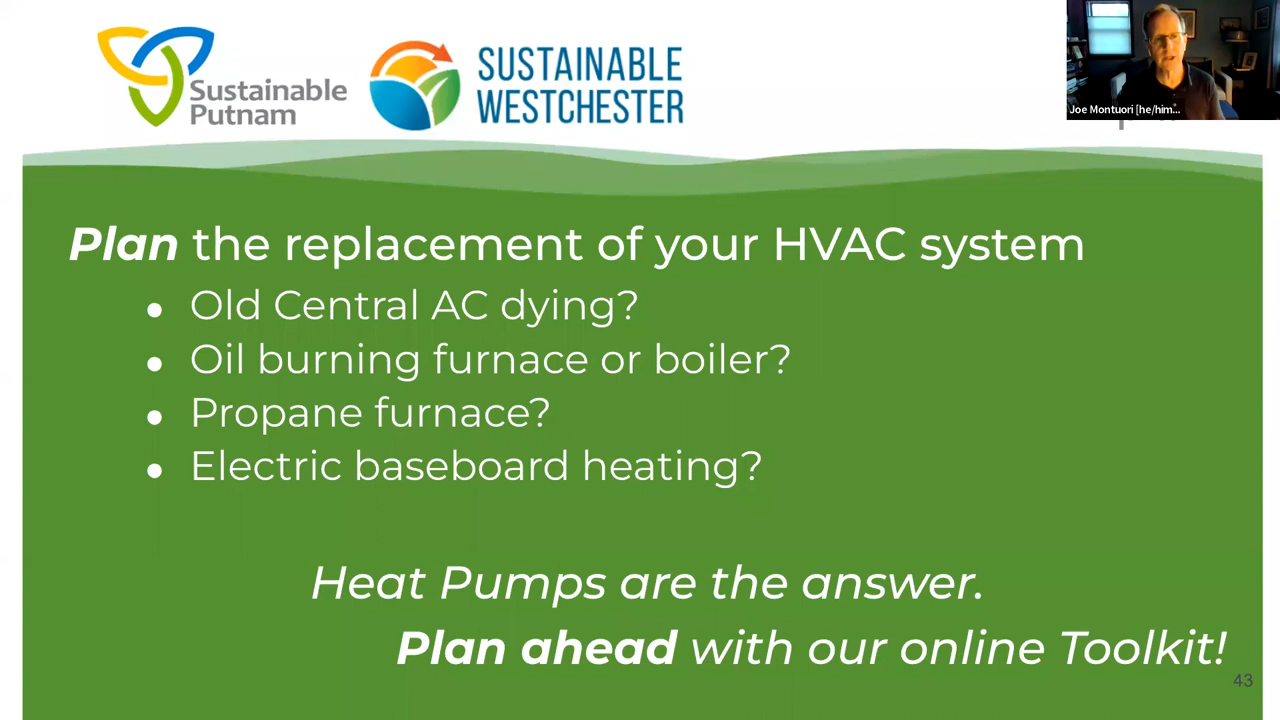 Sustainable
Putnam
SUSTAINABLE
WESTCHESTER
Joe Montuori [he/him...
Plan the replacement of your HVAC system
● Old Central AC dying?
● Oil burning furnace or boiler?
● Propane furnace?
● Electric baseboard heating?
Heat Pumps are the answer.
Plan ahead with our online Toolkit!
43